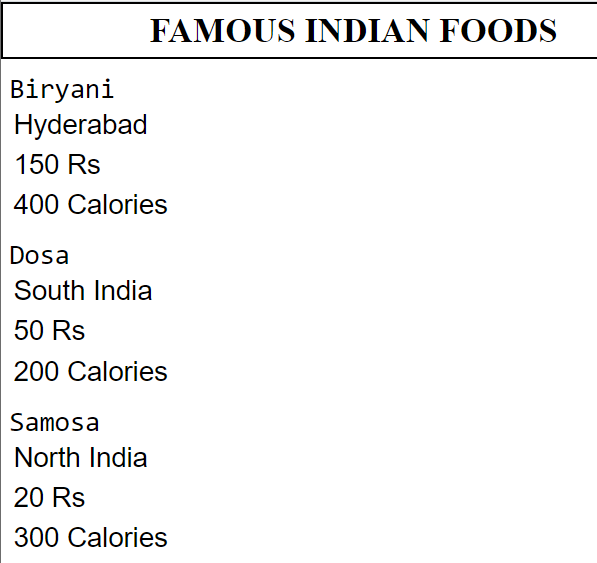 FAMOUS INDIAN FOODS
Biryani
Hyderabad
150 Rs
400 Calories
Dosa
South India
50 Rs
200 Calories
Samosa
North India
20 Rs
300 Calories